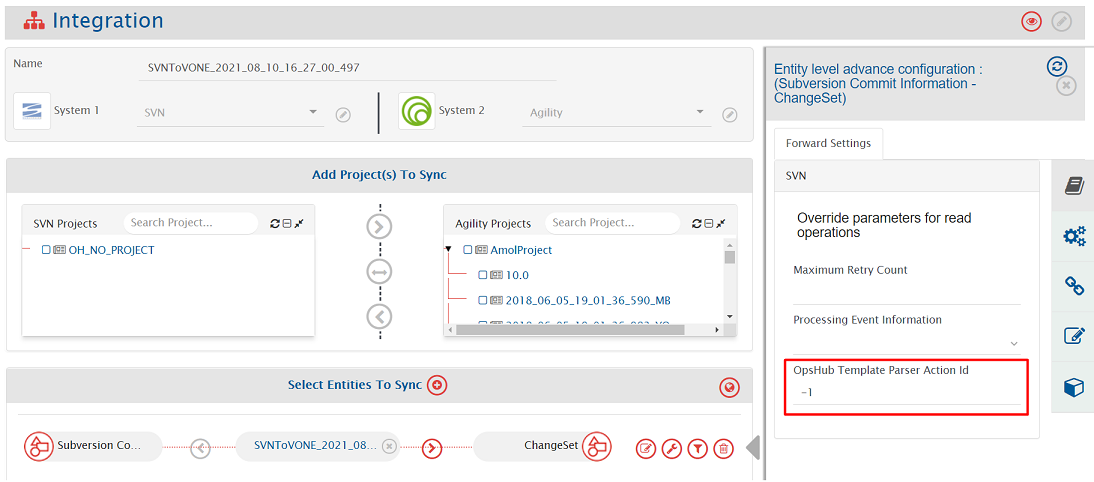 Integration
Name
SVNToVONE_2021_08_10_16_27_00_497
System 1
SVN
System 2
Agility
Add Project(s) To Sync
SVN Projects
Search Project...
OH_NO_PROJECT
Agility Projects
Search Project...
AmolProject
10.0
2018_06_05_19_01_36_590_MB
Select Entities To Sync
Subversion Co...
SVNToVONE_2021_08...
ChangeSet
Entity level advance configuration :
(Subversion Commit Information -
ChangeSet)
Forward Settings
SVN
Override parameters for read
operations
Maximum Retry Count
Processing Event Information
OpsHub Template Parser Action Id
-1